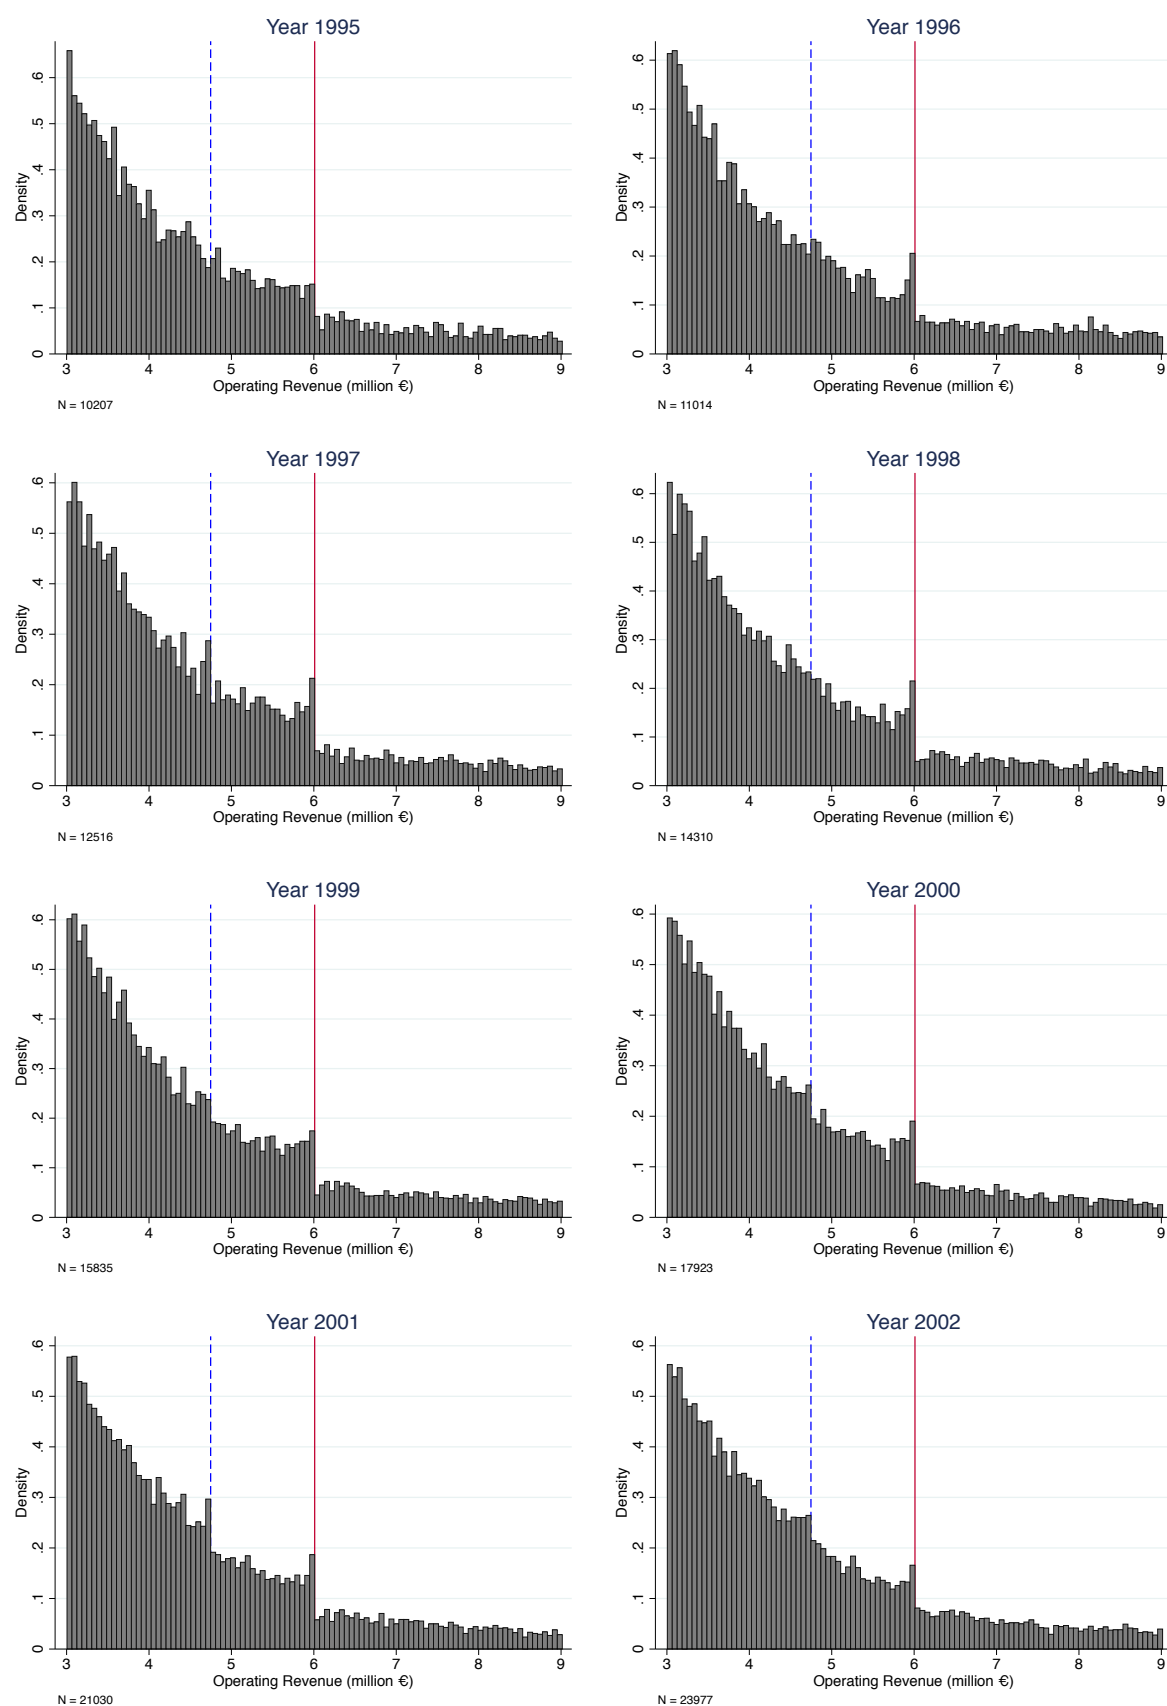 Year 1995
Density
0 .1 .2 .3 .4 .5 .6
3 4 5 6 7 8 9
Operating Revenue (million €)
N = 10207
Year 1996
Density
0 .1 .2 .3 .4 .5 .6
3 4 5 6 7 8 9
Operating Revenue (million €)
N = 11014
Year 1997
Density
0 .1 .2 .3 .4 .5 .6
3 4 5 6 7 8 9
Operating Revenue (million €)
N = 12516
Year 1998
Density
0 .1 .2 .3 .4 .5 .6
3 4 5 6 7 8 9
Operating Revenue (million €)
N = 14310
Year 1999
Density
0 .1 .2 .3 .4 .5 .6
3 4 5 6 7 8 9
Operating Revenue (million €)
N = 15835
Year 2000
Density
0 .1 .2 .3 .4 .5 .6
3 4 5 6 7 8 9
Operating Revenue (million €)
N = 17923
Year 2001
Density
0 .1 .2 .3 .4 .5 .6
3 4 5 6 7 8 9
Operating Revenue (million €)
N = 21030
Year 2002
Density
0 .1 .2 .3 .4 .5 .6
3 4 5 6 7 8 9
Operating Revenue (million €)
N = 23977